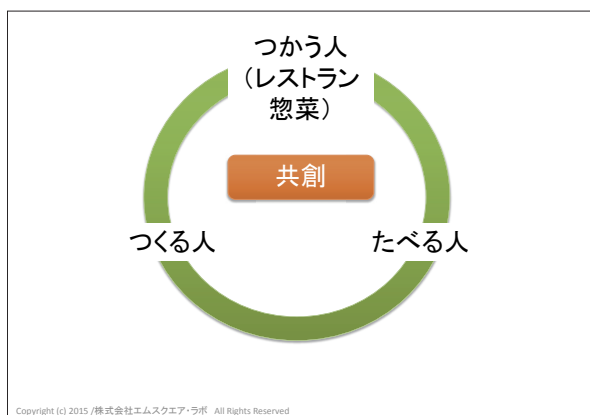 つかう人
（レストラン
惣菜）
共創
つくる人
たべる人
Copyright (c) 2015 /株式会社エムスクエア・ラボ All Rights Reserved